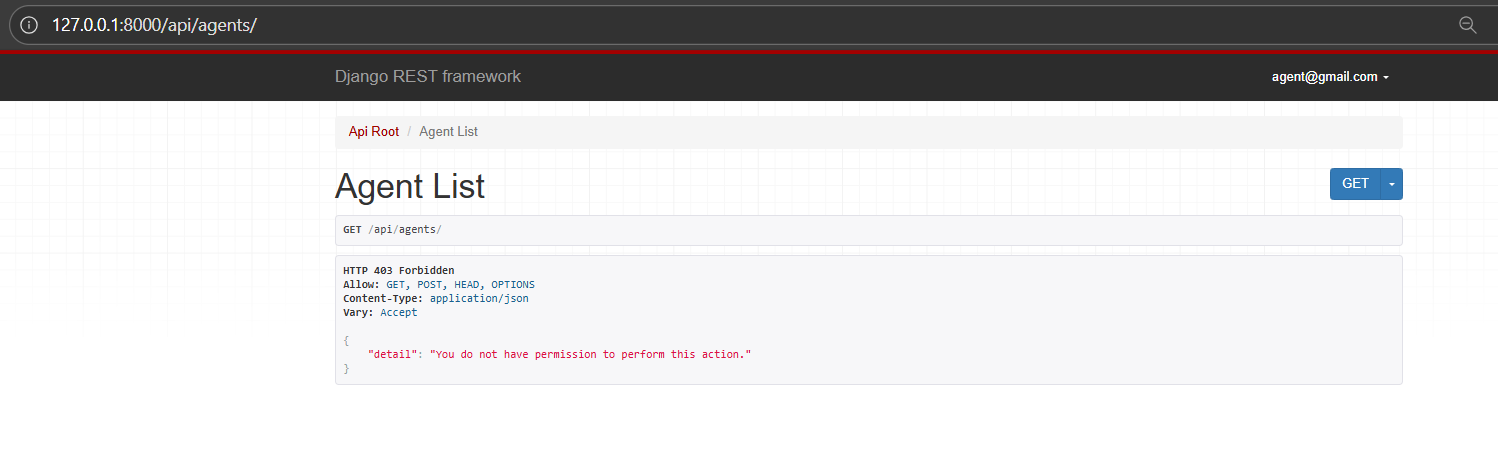 127.0.0.1:8000/api/agents/
Django REST framework agent@gmail.com
Api Root / Agent List
Agent List
GET
GET /api/agents/
HTTP 403 Forbidden
Allow: GET, POST, HEAD, OPTIONS
Content-Type: application/json
Vary: Accept
{
"detail": "You do not have permission to perform this action."
}